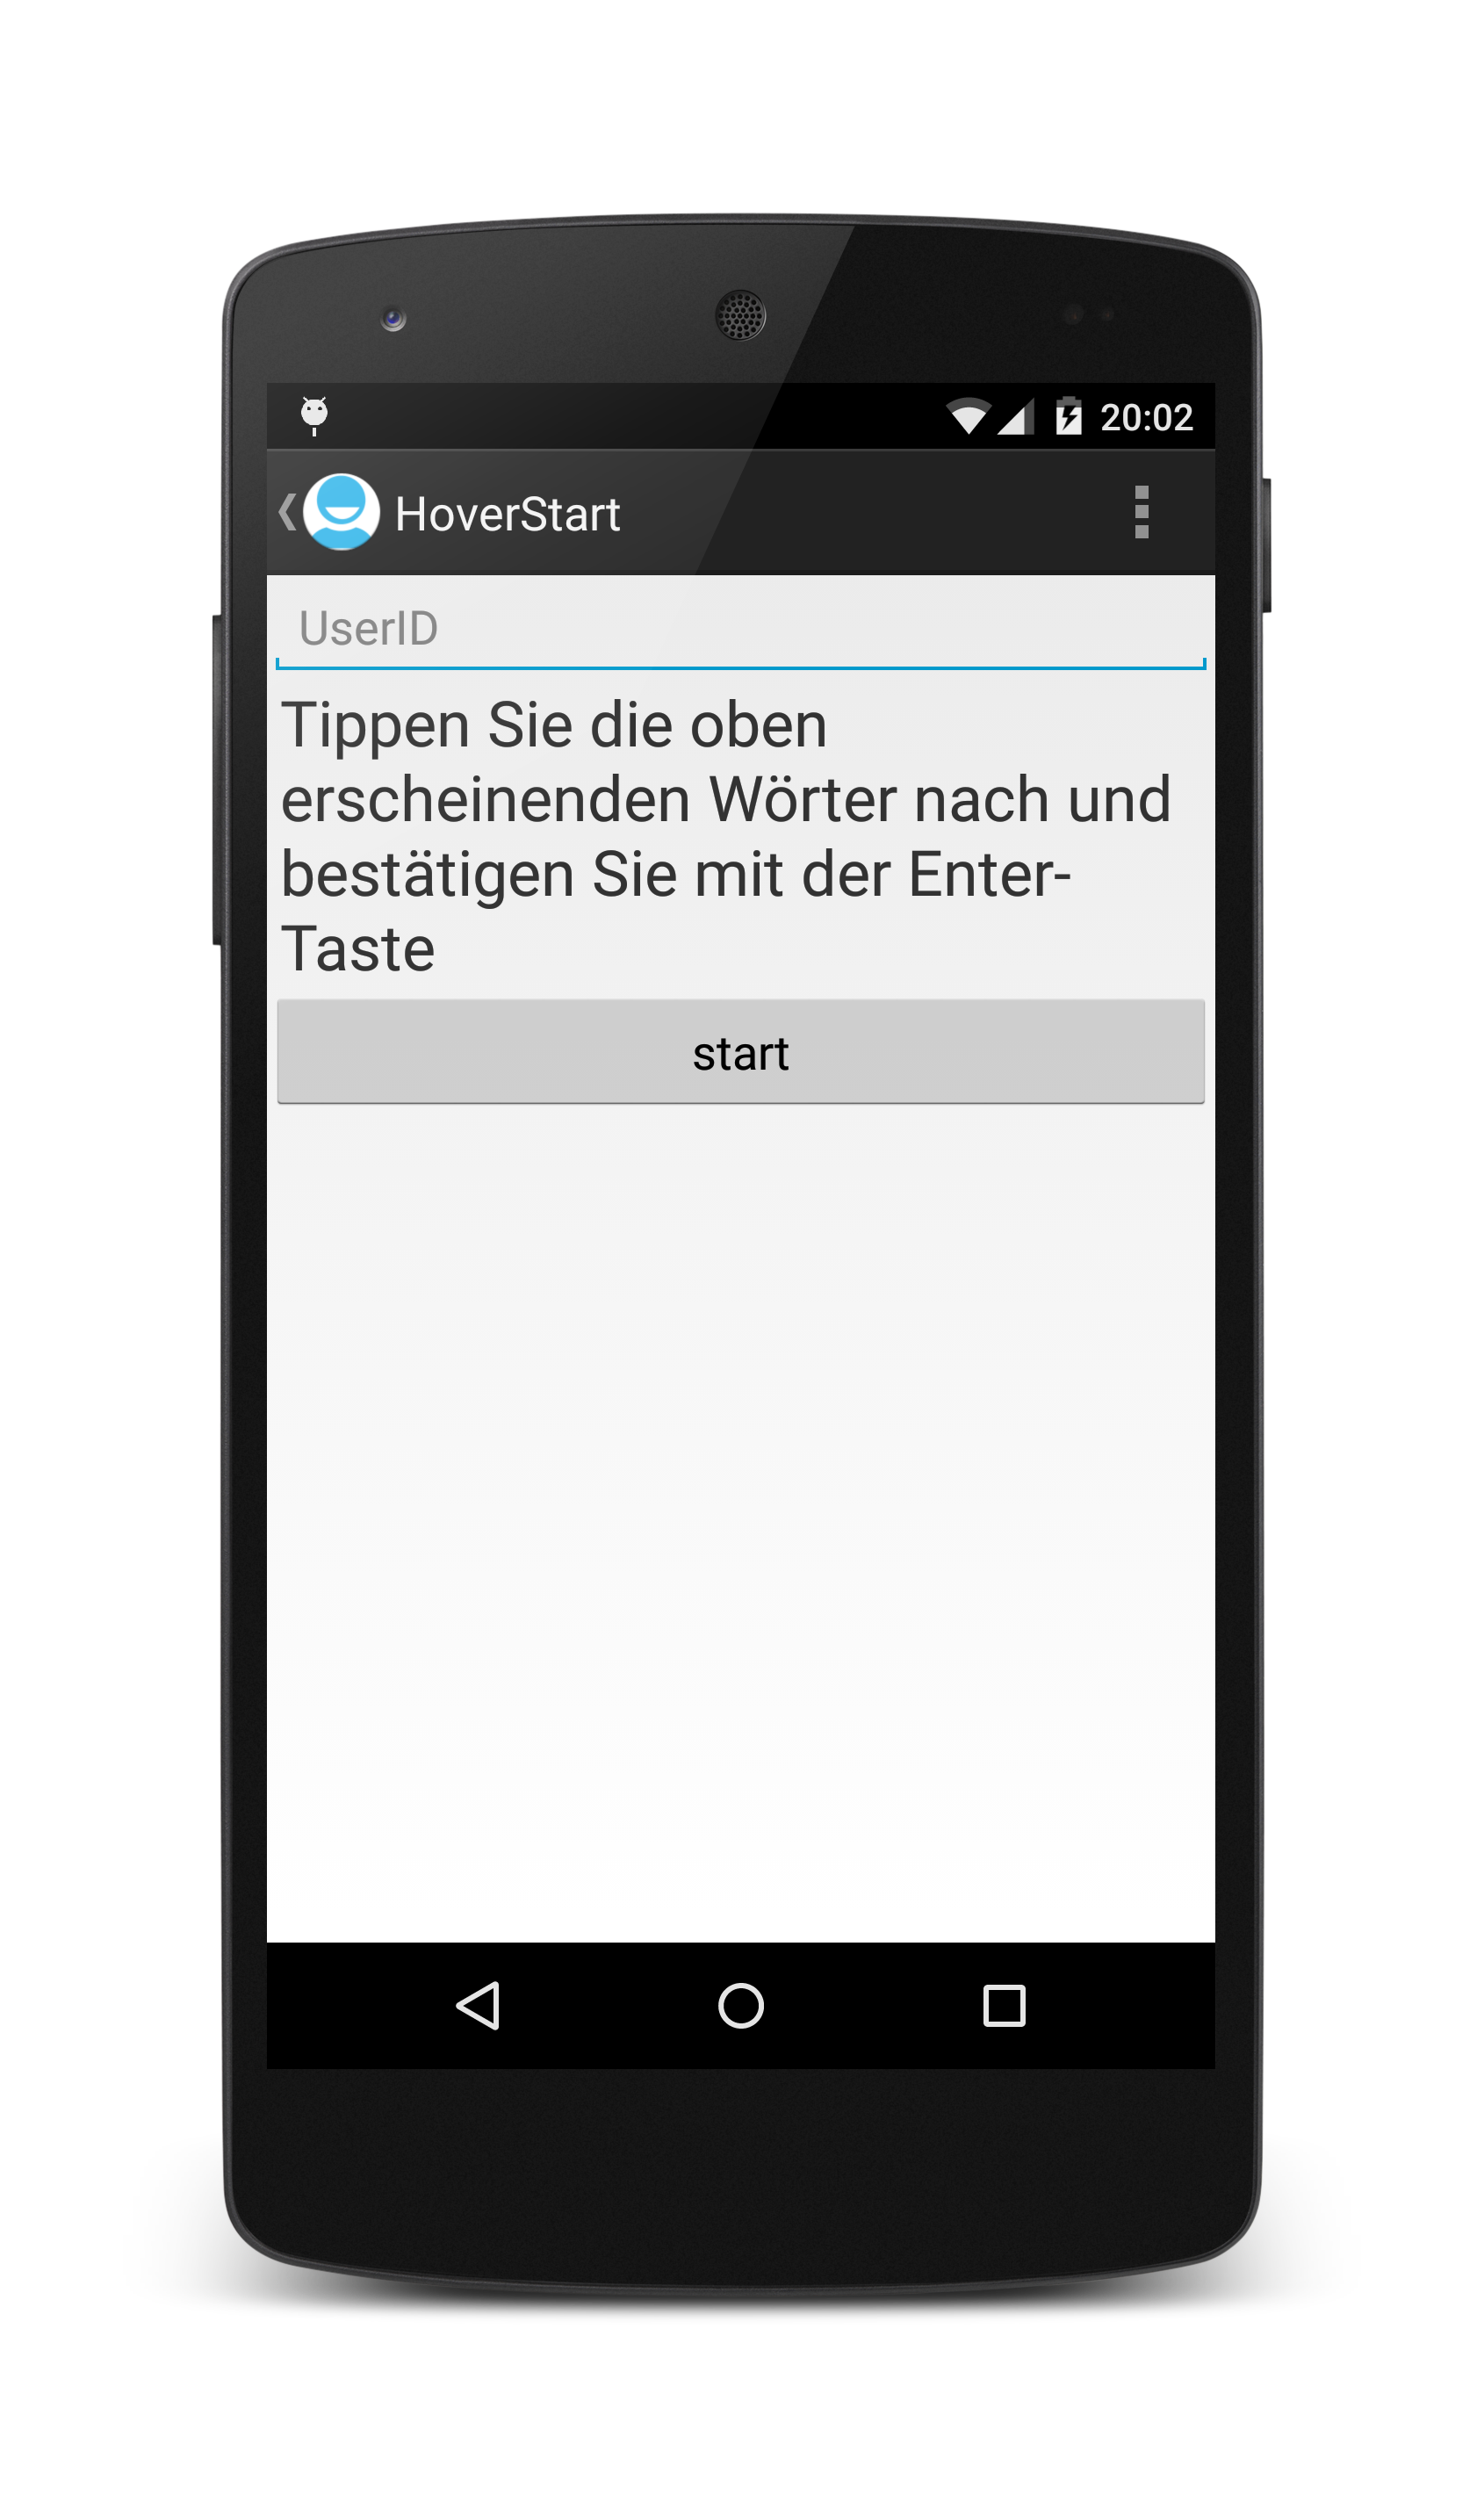 20:02
HoverStart
UserID
Tippen Sie die oben
erscheinenden Wörter nach und
bestätigen Sie mit der Enter-
Taste
start